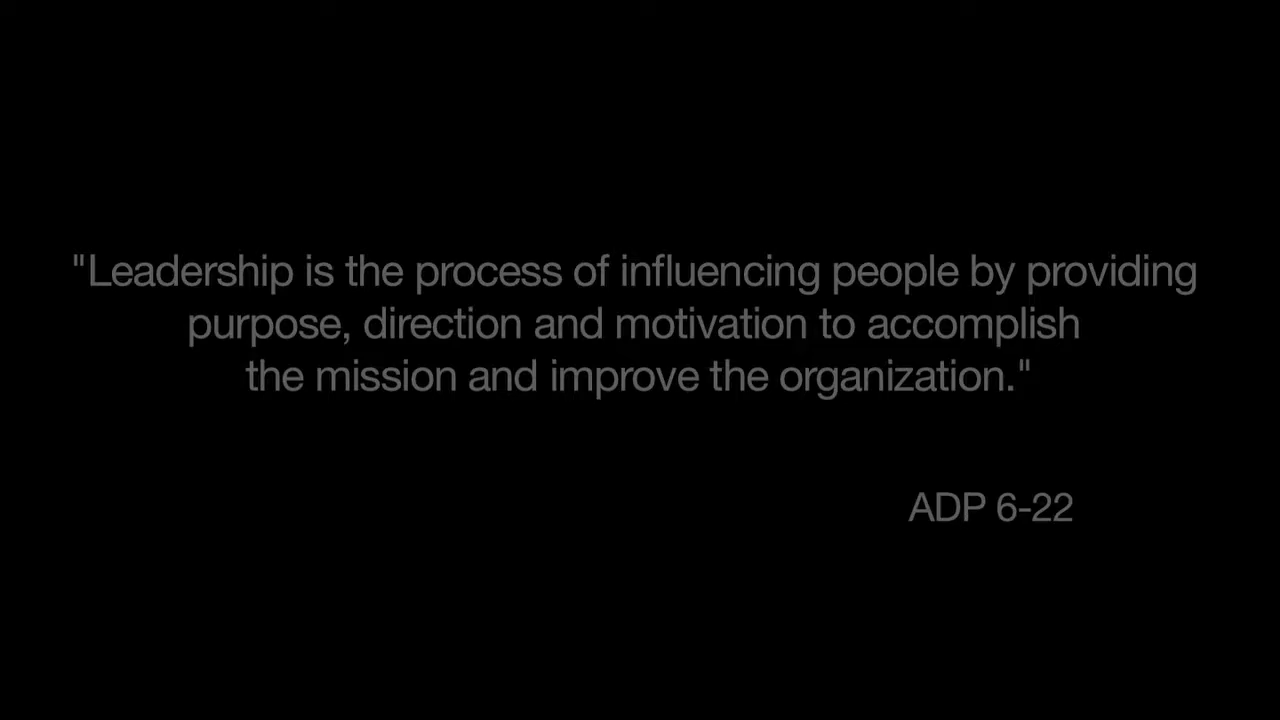 "Leadership is the process of influencing people by providing
purpose, direction and motivation to accomplish
the mission and improve the organization."
ADP 6-22